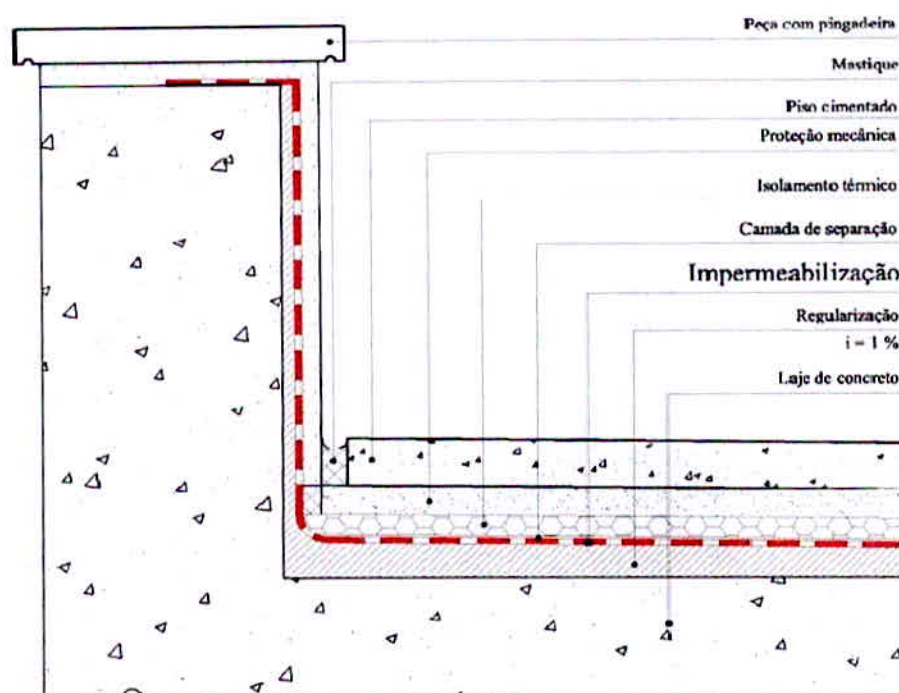 Peça com pingadeira
Mastique
Piso cimentado
Proteção mecânica
Isolamento térmico
Camada de separação
Impermeabilização
Regularização
i = 1 %
Laje de concreto